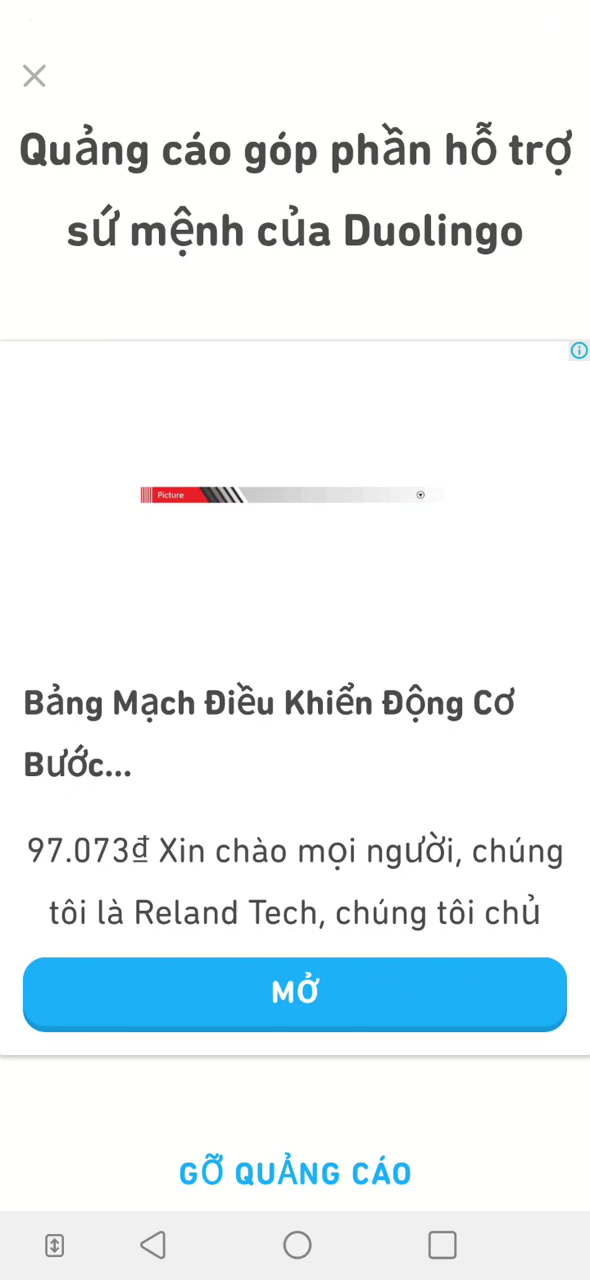 Quảng cáo góp phần hỗ trợ
sứ mệnh của Duolingo
Picture
Bảng Mạch Điều Khiển Động Cơ
Bước...
97.073₫ Xin chào mọi người, chúng
tôi là Reland Tech, chúng tôi chủ
MỞ
GỠ QUẢNG CÁO